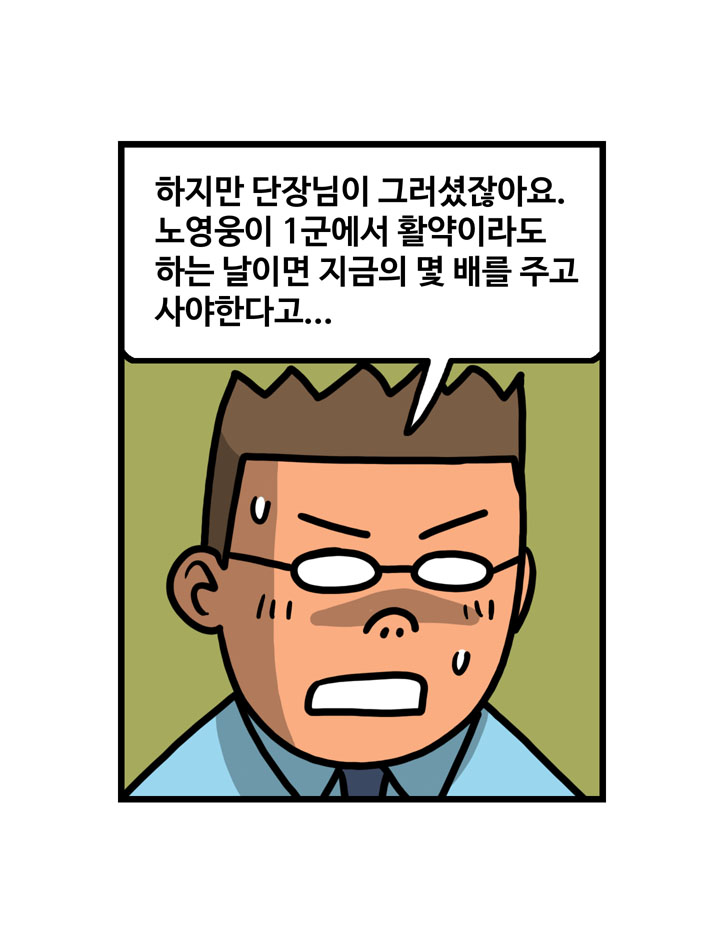 하지만 단장님이 그러셨잖아요.
노영웅이 1군에서 활약이라도
하는 날이면 지금의 몇 배를 주고
사야한다고...